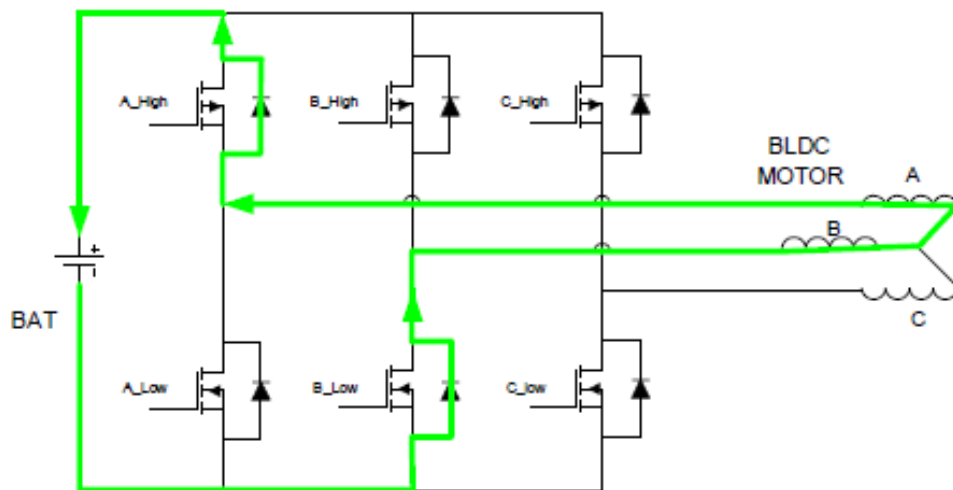 A_High
B_High
C_High
BLDC
MOTOR
A
B
+
BAT
C
A_Low
B_Low
C_low